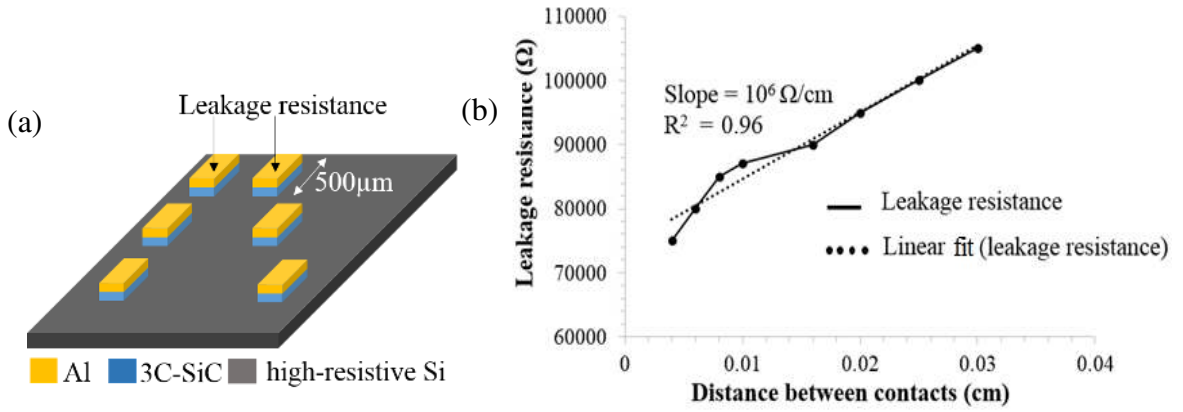 (a)
Leakage resistance
500µm
Al
3C-SiC
high-resistive Si
(b)
Leakage resistance (Ω)
110000
100000
90000
80000
70000
60000
Slope = 10⁶ Ω/cm
R² = 0.96
Leakage resistance
Linear fit (leakage resistance)
0
0.01
0.02
0.03
0.04
Distance between contacts (cm)